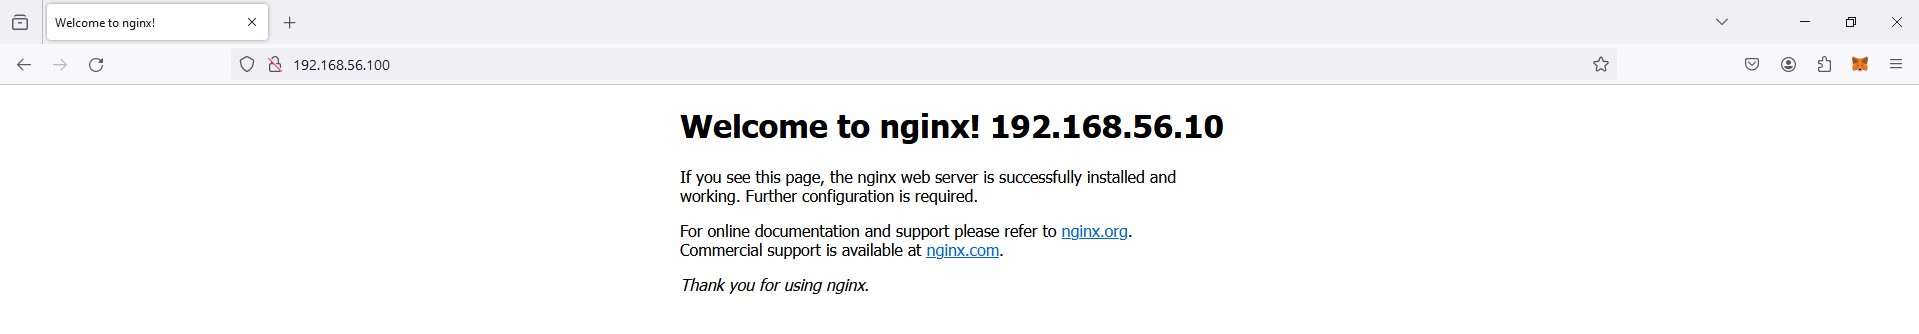 Welcome to nginx!
192.168.56.100
Welcome to nginx! 192.168.56.10
If you see this page, the nginx web server is successfully installed and
working. Further configuration is required.
For online documentation and support please refer to nginx.org.
Commercial support is available at nginx.com.
Thank you for using nginx.